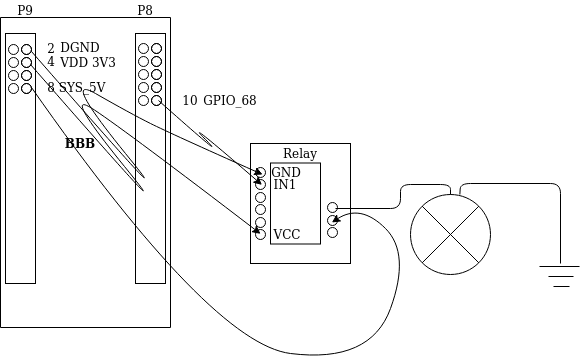 P9
P8
2 DGND
4 VDD 3V3
8 SYS_5V
10 GPIO_68
BBB
Relay
GND
IN1
VCC